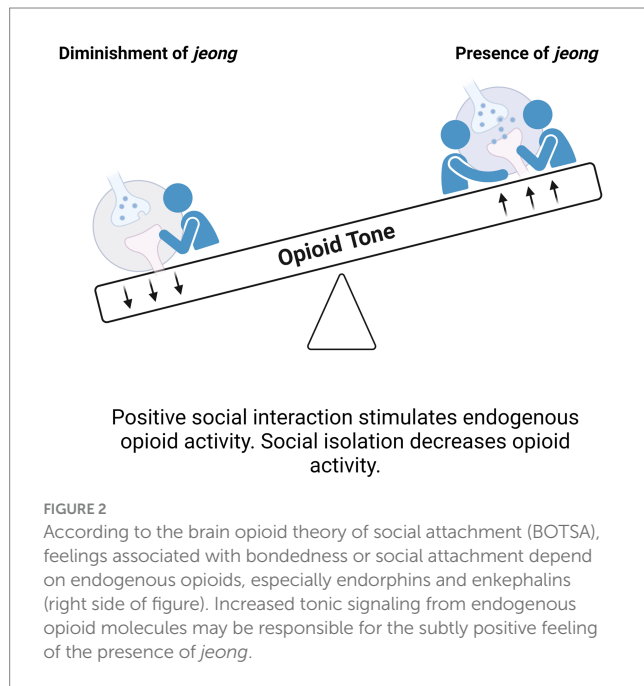 Diminishment of jeong
Presence of jeong
Opioid Tone
Positive social interaction stimulates endogenous
opioid activity. Social isolation decreases opioid
activity.
FIGURE 2
According to the brain opioid theory of social attachment (BOTSA),
feelings associated with bondedness or social attachment depend
on endogenous opioids, especially endorphins and enkephalins
(right side of figure). Increased tonic signaling from endogenous
opioid molecules may be responsible for the subtly positive feeling
of the presence of jeong.